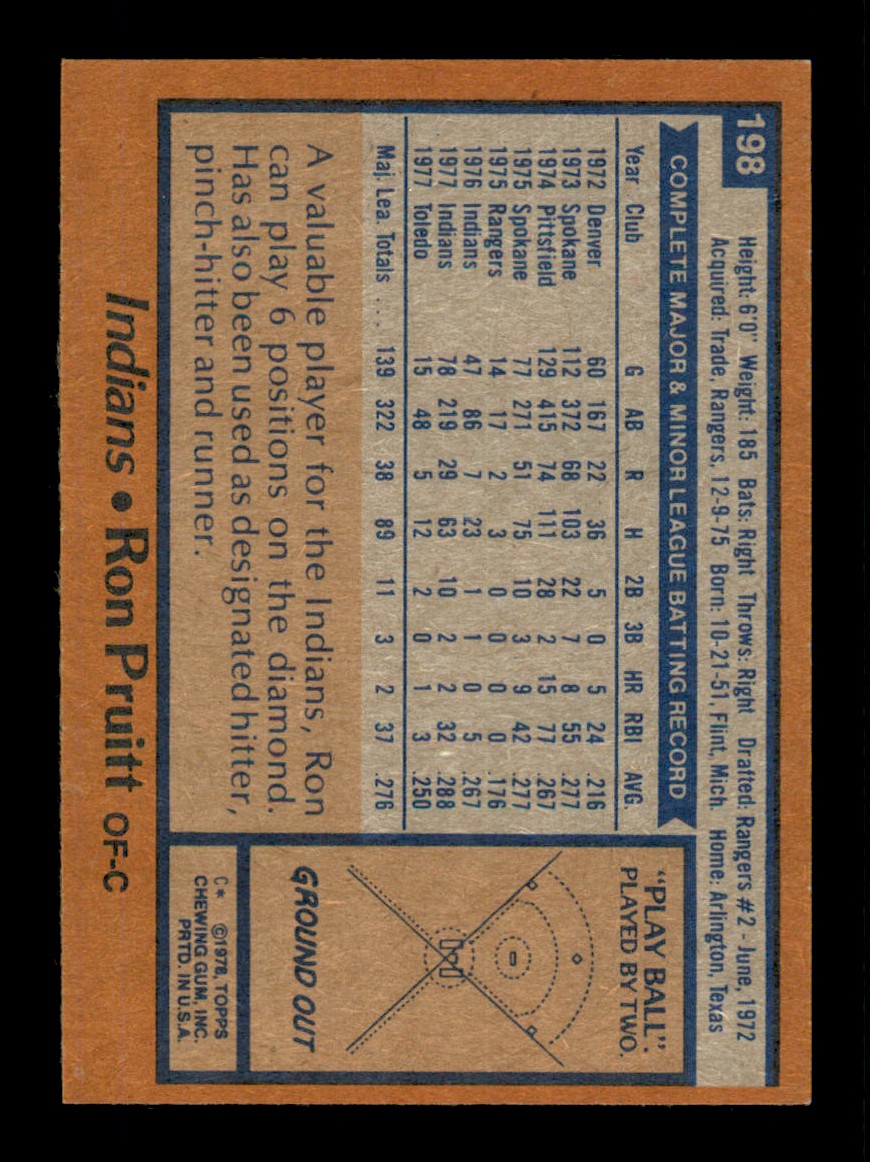 198
Height: 6'0" Weight: 185 Bats: Right Throws: Right Drafted: Rangers #2 - June, 1972
Acquired: Trade, Rangers, 12-9-75 Born: 10-21-51, Flint, Mich. Home: Arlington, Texas
COMPLETE MAJOR & MINOR LEAGUE BATTING RECORD
Year Club G AB R H 2B 3B HR RBI AVG.
1972 Denver 60 167 22 36 5 0 5 24 .216
1973 Spokane 112 372 68 103 22 7 8 55 .277
1974 Pittsfield 129 415 74 111 28 2 15 77 .267
1975 Spokane 77 271 51 75 10 3 9 42 .277
1975 Rangers 14 17 2 3 0 0 0 0 .176
1976 Indians 47 86 7 23 1 1 0 5 .267
1977 Indians 78 219 29 63 10 2 2 32 .288
1977 Toledo 15 48 5 12 2 0 1 3 .250
Maj. Lea. Totals ... 139 322 38 89 11 3 2 37 .276
A valuable player for the Indians, Ron
can play 6 positions on the diamond.
Has also been used as designated hitter,
pinch-hitter and runner.
"PLAY BALL".
PLAYED BY TWO.
GROUND OUT
C* ©1978, TOPPS
CHEWING GUM, INC.
PRTD. IN U.S.A.
Indians • Ron Pruitt OF-C